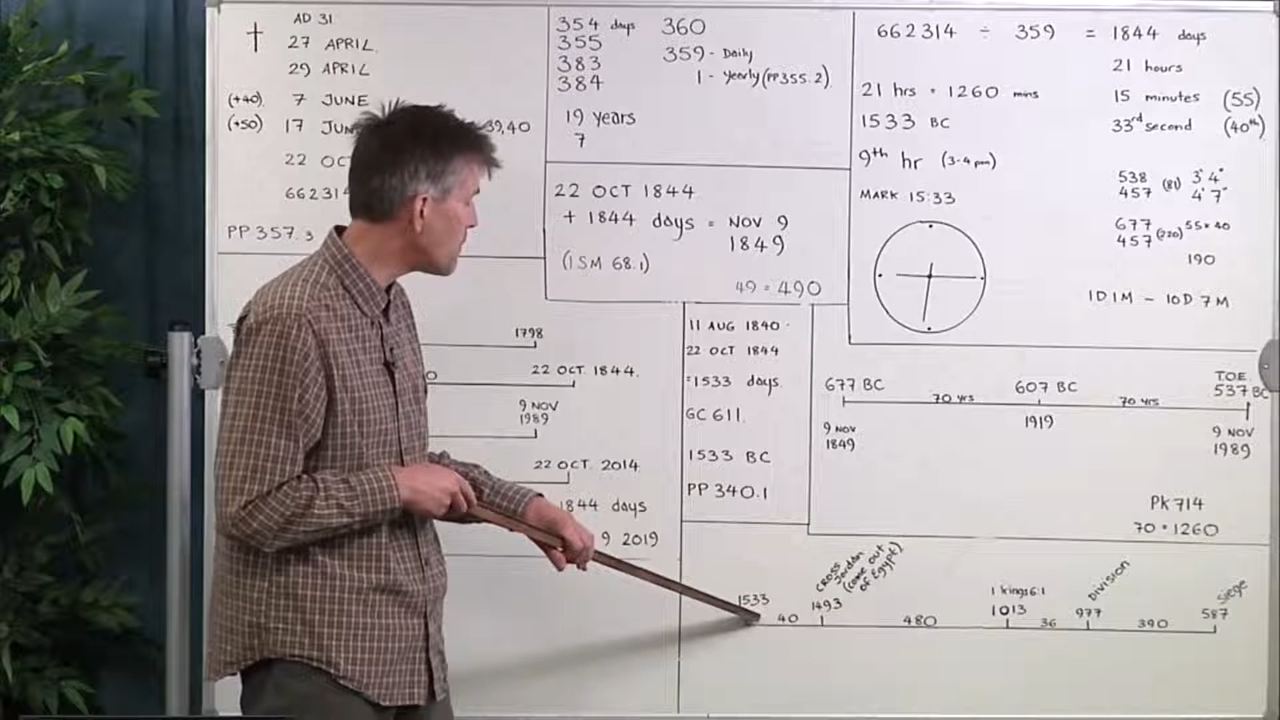 AD 31
27 APRIL
29 APRIL
(+40) 7 JUNE
(+50) 17 JUN 39,40
22 OC
662314
PP 357.3
354 days 360
355 359 - Daily
383 1 - Yearly (PP 355.2)
384
19 years
7
22 OCT 1844
+ 1844 days = NOV 9
1849
(1SM 68.1)
49 = 490
662314 ÷ 359 = 1844 days
21 hours
21 hrs = 1260 mins 15 minutes (55)
1533 BC 33rd second (40th)
9th hr (3-4 pm)
MARK 15:33
538 (81) 3' 4"
457 4' 7"
677 (220) 55 x 40
457
190
1D 1M - 10D 7M
1798
0 22 OCT. 1844.
9 NOV
1989
22 OCT. 2014
1844 days
9 2019
11 AUG 1840
22 OCT 1844
=1533 days
GC 611.
1533 BC
PP 340.1
677 BC 607 BC TOE
537 BC
70 yrs 70 yrs
9 NOV
1849
1919
9 NOV
1989
PK 714
70 = 1260
1533 40 1493 480 1013 36 977 390 587
CROSS
Jordan
(come out
of Egypt)
1 Kings 6:1
Division
Siege